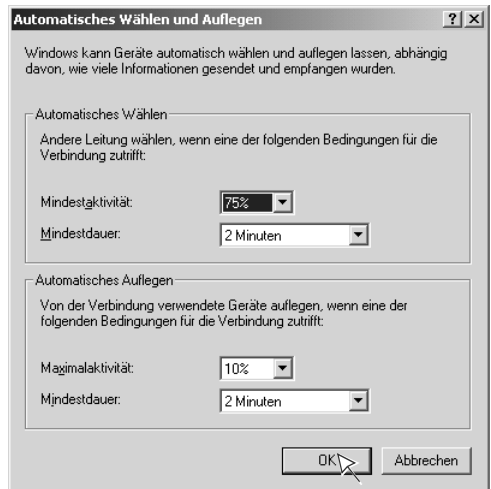 Automatisches Wählen und Auflegen
Windows kann Geräte automatisch wählen und auflegen lassen, abhängig
davon, wie viele Informationen gesendet und empfangen wurden.
Automatisches Wählen
Andere Leitung wählen, wenn eine der folgenden Bedingungen für die
Verbindung zutrifft:
Mindestaktivität: 75%
Mindestdauer: 2 Minuten
Automatisches Auflegen
Von der Verbindung verwendete Geräte auflegen, wenn eine der
folgenden Bedingungen für die Verbindung zutrifft:
Maximalaktivität: 10%
Mindestdauer: 2 Minuten
OK Abbrechen